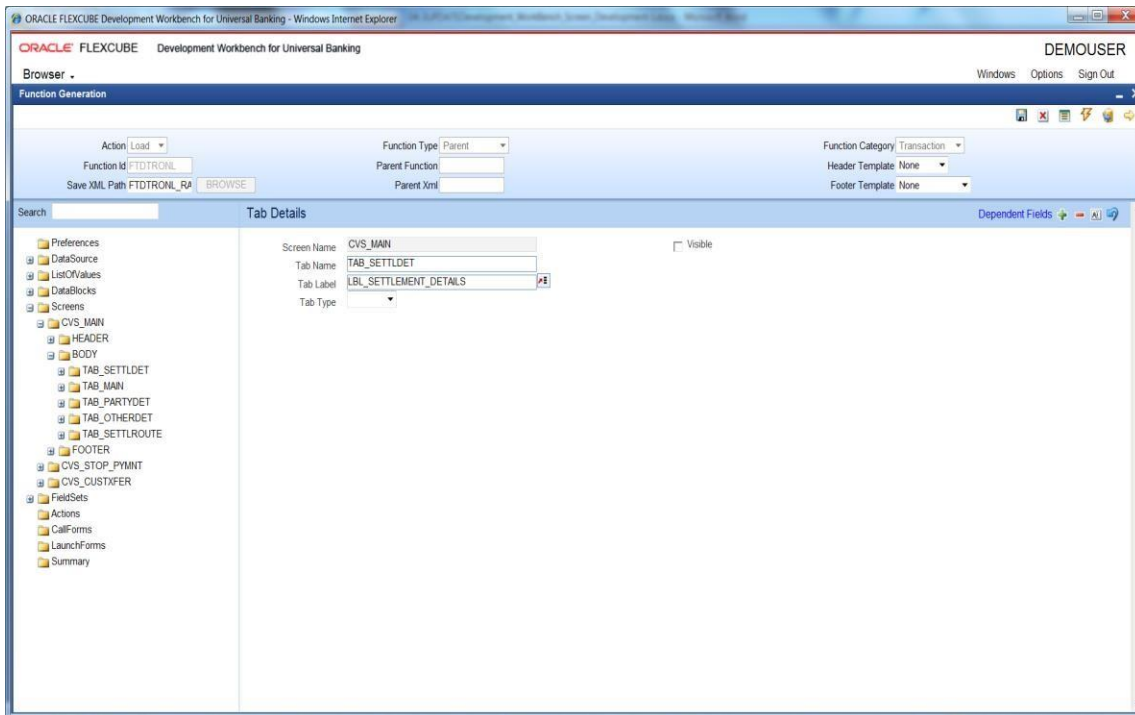 ORACLE FLEXCUBE Development Workbench for Universal Banking - Windows Internet Explorer
ORACLE FLEXCUBE Development Workbench for Universal Banking
DEMOUSER
Browser
Windows Options Sign Out
Function Generation
Action Load
Function Type Parent
Function Category Transaction
Function Id FTDTRONL
Parent Function
Header Template None
Save XML Path FTDTRONL_RA BROWSE
Parent Xml
Footer Template None
Search
Tab Details
Dependent Fields
Preferences
DataSource
ListOfValues
DataBlocks
Screens
CVS_MAIN
HEADER
BODY
TAB_SETTLDET
TAB_MAIN
TAB_PARTYDET
TAB_OTHERDET
TAB_SETTLROUTE
FOOTER
CVS_STOP_PYMNT
CVS_CUSTXFER
FieldSets
Actions
CallForms
LaunchForms
Summary
Screen Name CVS_MAIN
Visible
Tab Name TAB_SETTLDET
Tab Label LBL_SETTLEMENT_DETAILS
Tab Type